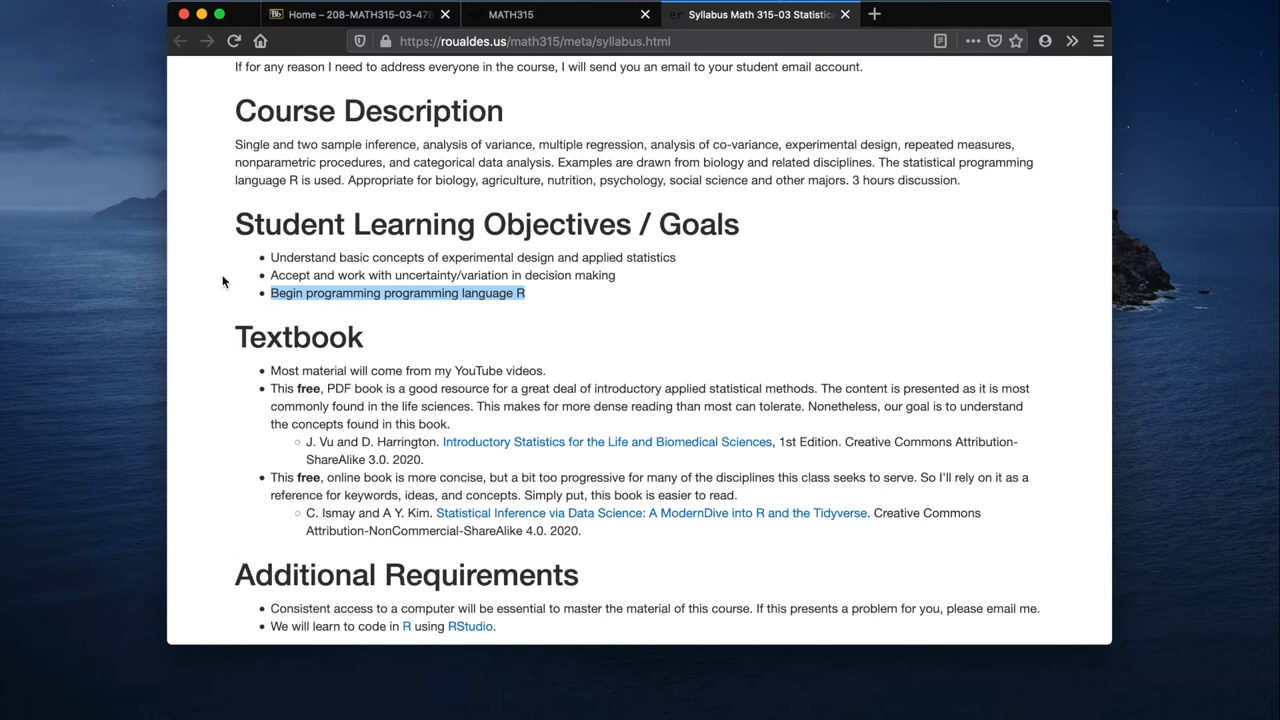 Home – 208-MATH315-03-478
MATH315
Syllabus Math 315-03 Statistic
https://roualdes.us/math315/meta/syllabus.html
If for any reason I need to address everyone in the course, I will send you an email to your student email account.
Course Description
Single and two sample inference, analysis of variance, multiple regression, analysis of co-variance, experimental design, repeated measures,
nonparametric procedures, and categorical data analysis. Examples are drawn from biology and related disciplines. The statistical programming
language R is used. Appropriate for biology, agriculture, nutrition, psychology, social science and other majors. 3 hours discussion.
Student Learning Objectives / Goals
• Understand basic concepts of experimental design and applied statistics
• Accept and work with uncertainty/variation in decision making
• Begin programming programming language R
Textbook
• Most material will come from my YouTube videos.
• This free, PDF book is a good resource for a great deal of introductory applied statistical methods. The content is presented as it is most
commonly found in the life sciences. This makes for more dense reading than most can tolerate. Nonetheless, our goal is to understand
the concepts found in this book.
○ J. Vu and D. Harrington. Introductory Statistics for the Life and Biomedical Sciences, 1st Edition. Creative Commons Attribution-
ShareAlike 3.0. 2020.
• This free, online book is more concise, but a bit too progressive for many of the disciplines this class seeks to serve. So I'll rely on it as a
reference for keywords, ideas, and concepts. Simply put, this book is easier to read.
○ C. Ismay and A Y. Kim. Statistical Inference via Data Science: A ModernDive into R and the Tidyverse. Creative Commons
Attribution-NonCommercial-ShareAlike 4.0. 2020.
Additional Requirements
• Consistent access to a computer will be essential to master the material of this course. If this presents a problem for you, please email me.
• We will learn to code in R using RStudio.